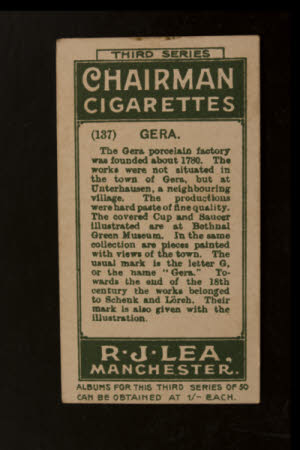 THIRD SERIES
CHAIRMAN
CIGARETTES
(137) GERA.
The Gera porcelain factory
was founded about 1780. The
works were not situated in
the town of Gera, but at
Unterhausen, a neighbouring
village. The productions
were hard paste of fine quality.
The covered Cup and Saucer
illustrated are at Bethnal
Green Museum. In the same
collection are pieces painted
with views of the town. The
usual mark is the letter G,
or the name "Gera." To-
wards the end of the 18th
century the works belonged
to Schenk and Lörch. Their
mark is also given with the
illustration.
R·J·LEA,
MANCHESTER.
ALBUMS FOR THIS THIRD SERIES OF 50
CAN BE OBTAINED AT 1/- EACH.